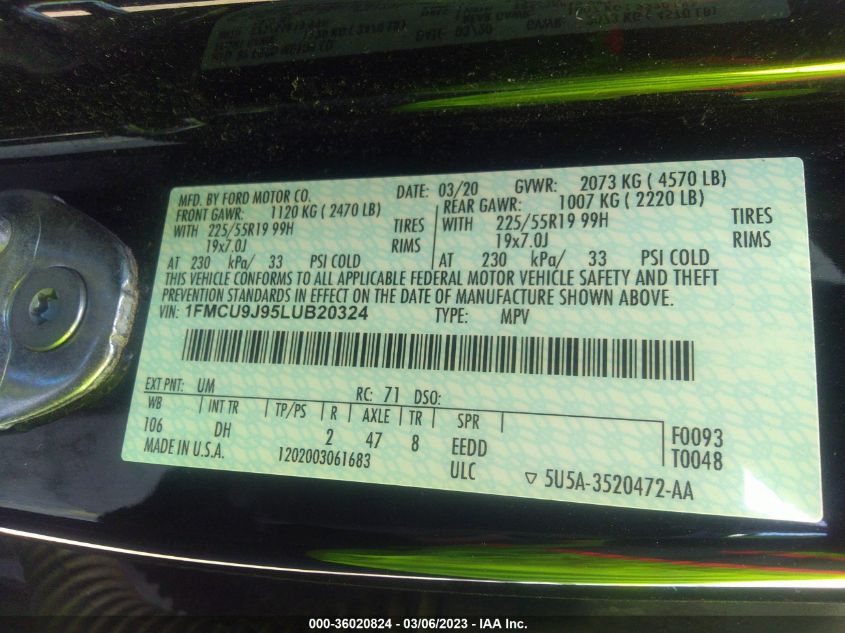 MFD. BY FORD MOTOR CO. DATE: 03/20 GVWR: 2073 KG ( 4570 LB)
FRONT GAWR: 1120 KG ( 2470 LB) REAR GAWR: 1007 KG ( 2220 LB)
WITH 225/55R19 99H TIRES WITH 225/55R19 99H TIRES
19x7.0J RIMS 19x7.0J RIMS
AT 230 kPa/ 33 PSI COLD AT 230 kPa/ 33 PSI COLD
THIS VEHICLE CONFORMS TO ALL APPLICABLE FEDERAL MOTOR VEHICLE SAFETY AND THEFT
PREVENTION STANDARDS IN EFFECT ON THE DATE OF MANUFACTURE SHOWN ABOVE.
VIN: 1FMCU9J95LUB20324 TYPE: MPV
EXT PNT: UM RC: 71 DSO:
WB INT TR TP/PS R AXLE TR SPR
106 DH 2 47 8 EEDD F0093
MADE IN U.S.A. 1202003061683 ULC T0048
5U5A-3520472-AA
000-36020824 - 03/06/2023 - IAA Inc.